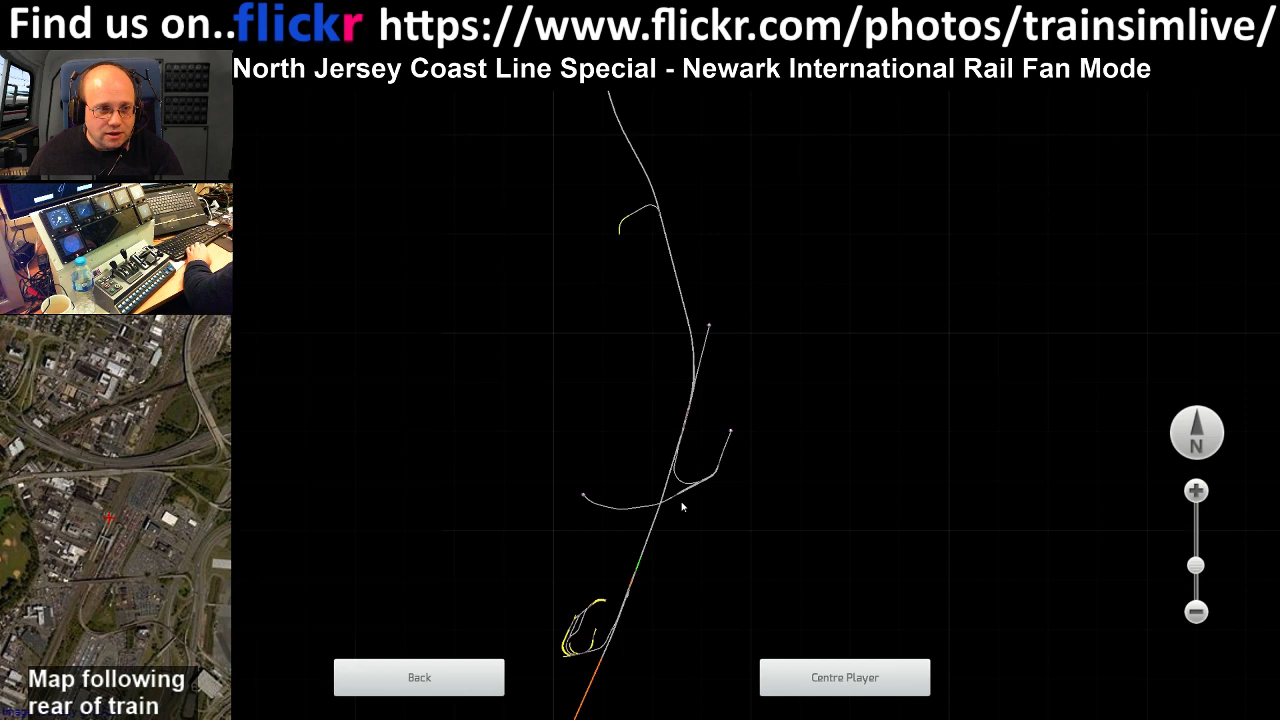 Find us on..flickr https://www.flickr.com/photos/trainsimlive/
North Jersey Coast Line Special - Newark International Rail Fan Mode
N
Back
Centre Player
Map following
rear of train